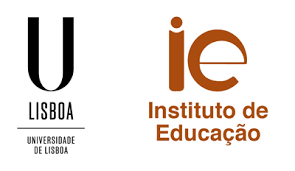 U
LISBOA
UNIVERSIDADE
DE LISBOA
ie
Instituto de
Educação